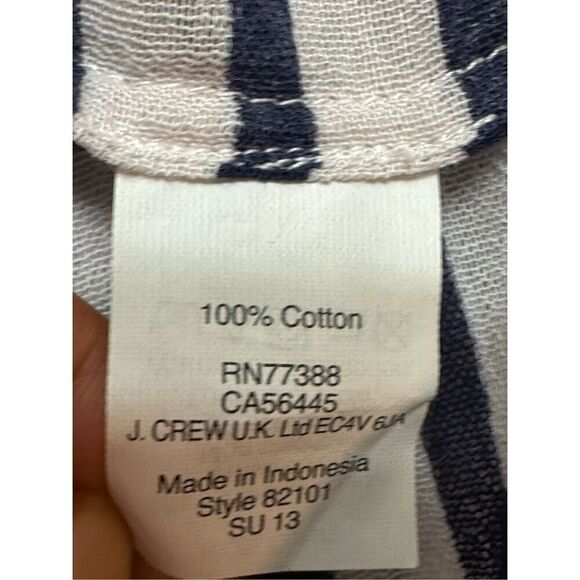 100% Cotton
RN77388
CA56445
J. CREW U.K. Ltd EC4V 6JA
Made in Indonesia
Style 82101
SU 13